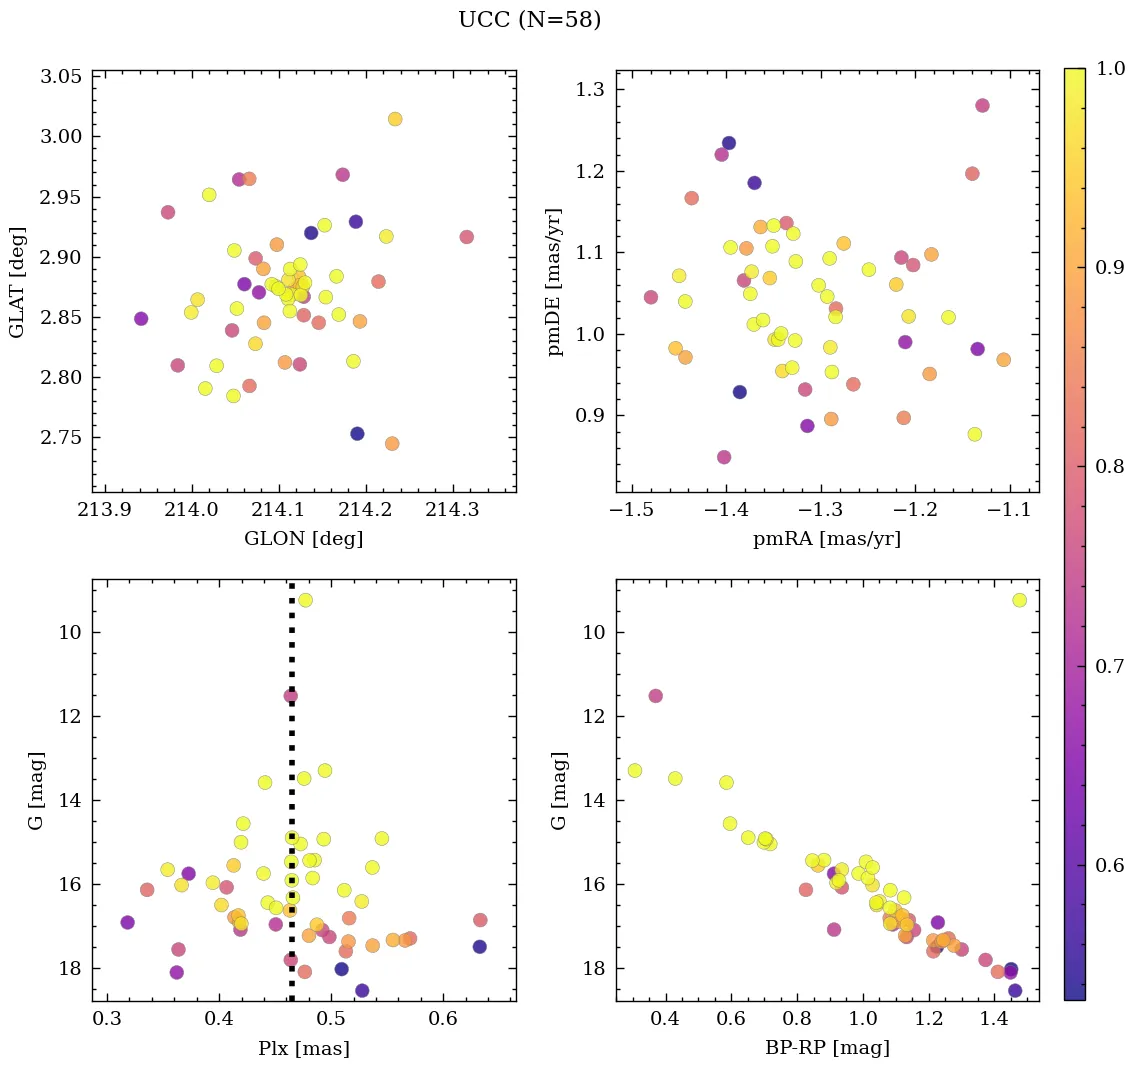 UCC (N=58)
3.05
3.00
2.95
2.90
2.85
2.80
2.75
GLAT [deg]
213.9 214.0 214.1 214.2 214.3
GLON [deg]
1.3
1.2
1.1
1.0
0.9
pmDE [mas/yr]
−1.5 −1.4 −1.3 −1.2 −1.1
pmRA [mas/yr]
1.0
0.9
0.8
0.7
0.6
10
12
14
16
18
G [mag]
0.3 0.4 0.5 0.6
Plx [mas]
10
12
14
16
18
G [mag]
0.4 0.6 0.8 1.0 1.2 1.4
BP-RP [mag]